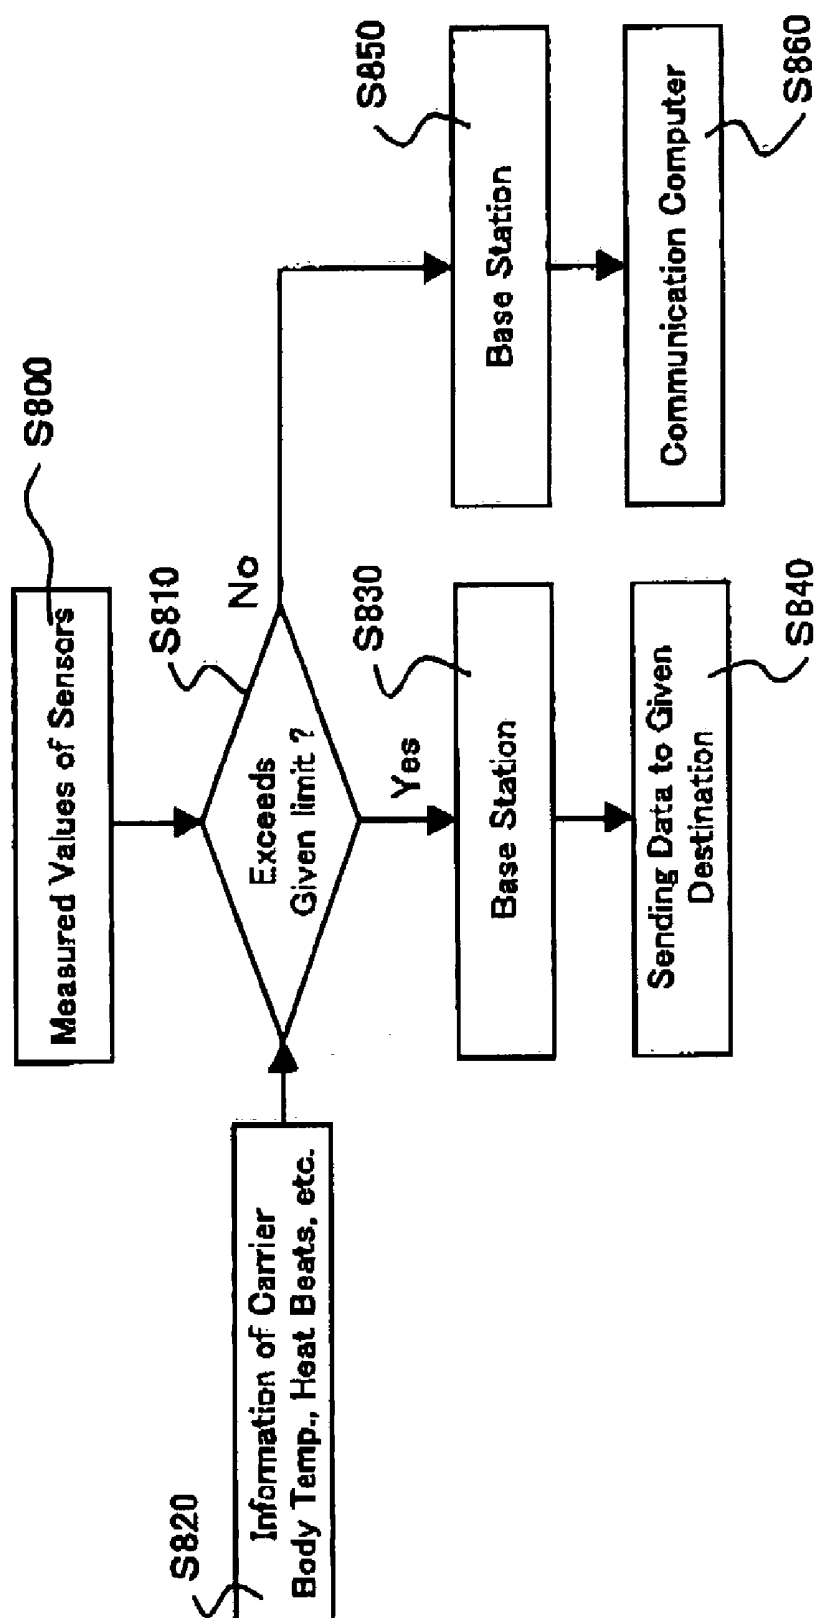 S800
Measured Values of Sensors
S810
Exceeds
Given limit ?
No
Yes
S820
Information of Carrier
Body Temp., Heat Beats, etc.
S830
Base Station
S840
Sending Data to Given
Destination
S850
Base Station
S860
Communication Computer